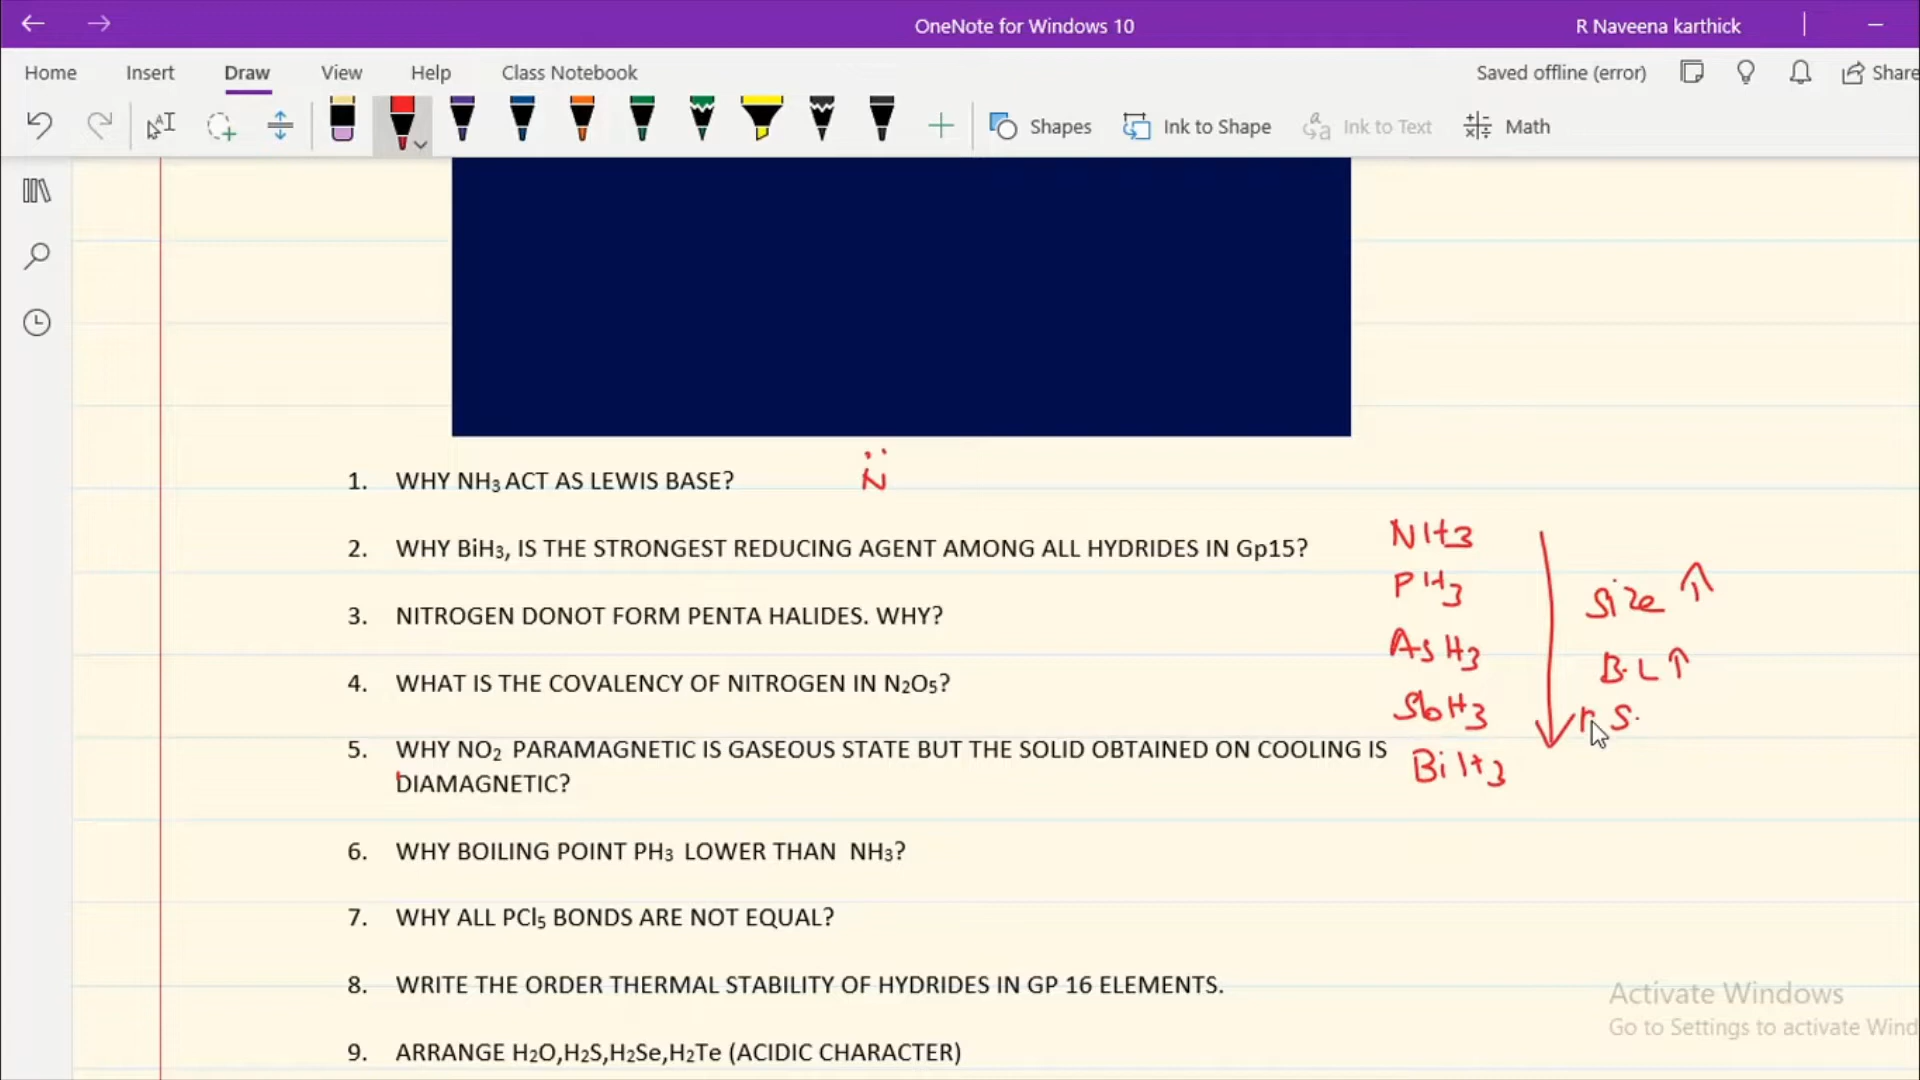 OneNote for Windows 10
R Naveena karthick
Home Insert Draw View Help Class Notebook
Saved offline (error) Share
Shapes Ink to Shape Ink to Text Math
1. WHY NH₃ ACT AS LEWIS BASE? N̈
2. WHY BiH₃, IS THE STRONGEST REDUCING AGENT AMONG ALL HYDRIDES IN Gp15?
3. NITROGEN DONOT FORM PENTA HALIDES. WHY?
4. WHAT IS THE COVALENCY OF NITROGEN IN N₂O₅?
5. WHY NO₂ PARAMAGNETIC IS GASEOUS STATE BUT THE SOLID OBTAINED ON COOLING IS
DIAMAGNETIC?
6. WHY BOILING POINT PH₃ LOWER THAN NH₃?
7. WHY ALL PCl₅ BONDS ARE NOT EQUAL?
8. WRITE THE ORDER THERMAL STABILITY OF HYDRIDES IN GP 16 ELEMENTS.
9. ARRANGE H₂O,H₂S,H₂Se,H₂Te (ACIDIC CHARACTER)
NH3
PH3
AsH3
SbH3
BiH3
Size ↑
B.L ↑
S.
Activate Windows
Go to Settings to activate Wind